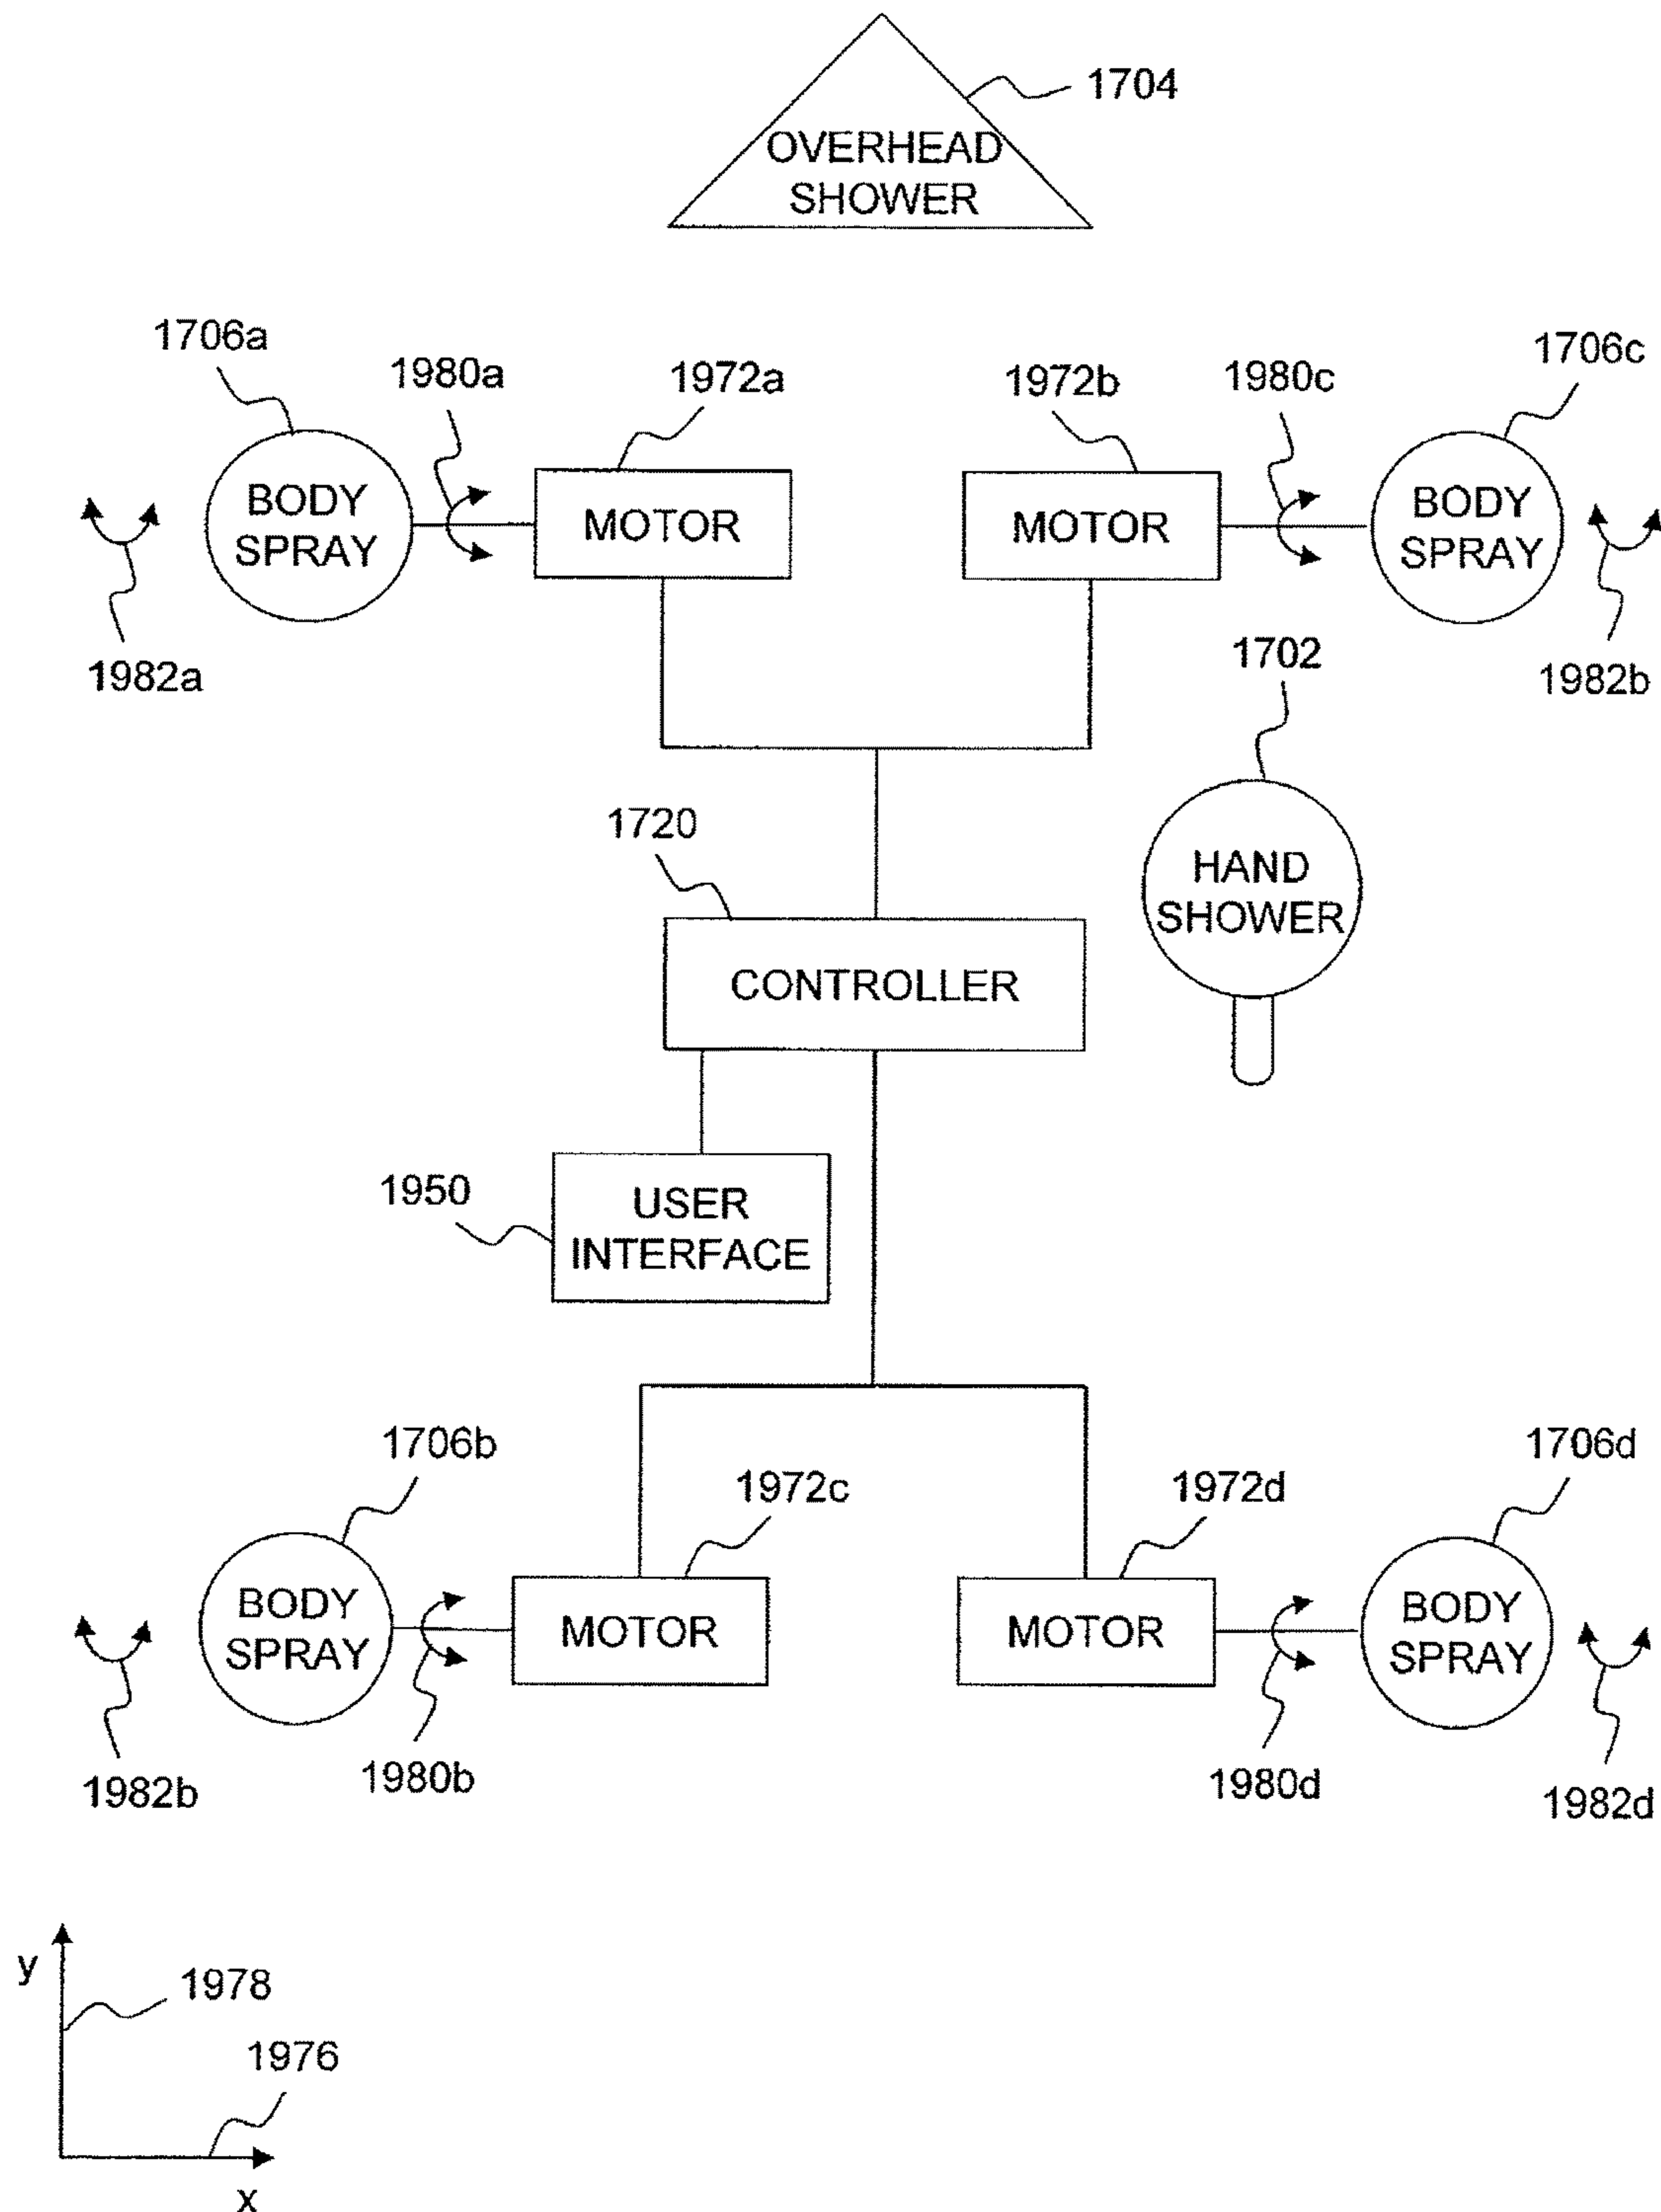 1704
OVERHEAD
SHOWER
1706a
1980a
1972a
1972b
1980c
1706c
BODY
SPRAY
MOTOR
MOTOR
BODY
SPRAY
1982a
1702
1982b
1720
HAND
SHOWER
CONTROLLER
1950
USER
INTERFACE
1706b
1972c
1972d
1706d
BODY
SPRAY
MOTOR
MOTOR
BODY
SPRAY
1982b
1980b
1980d
1982d
y
1978
1976
x